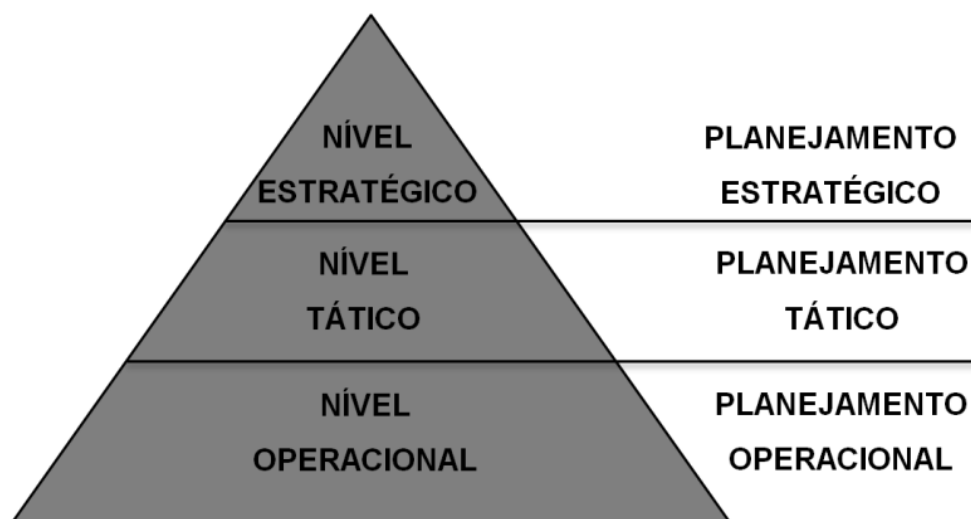 NÍVEL
ESTRATÉGICO
PLANEJAMENTO
ESTRATÉGICO
NÍVEL
TÁTICO
PLANEJAMENTO
TÁTICO
NÍVEL
OPERACIONAL
PLANEJAMENTO
OPERACIONAL